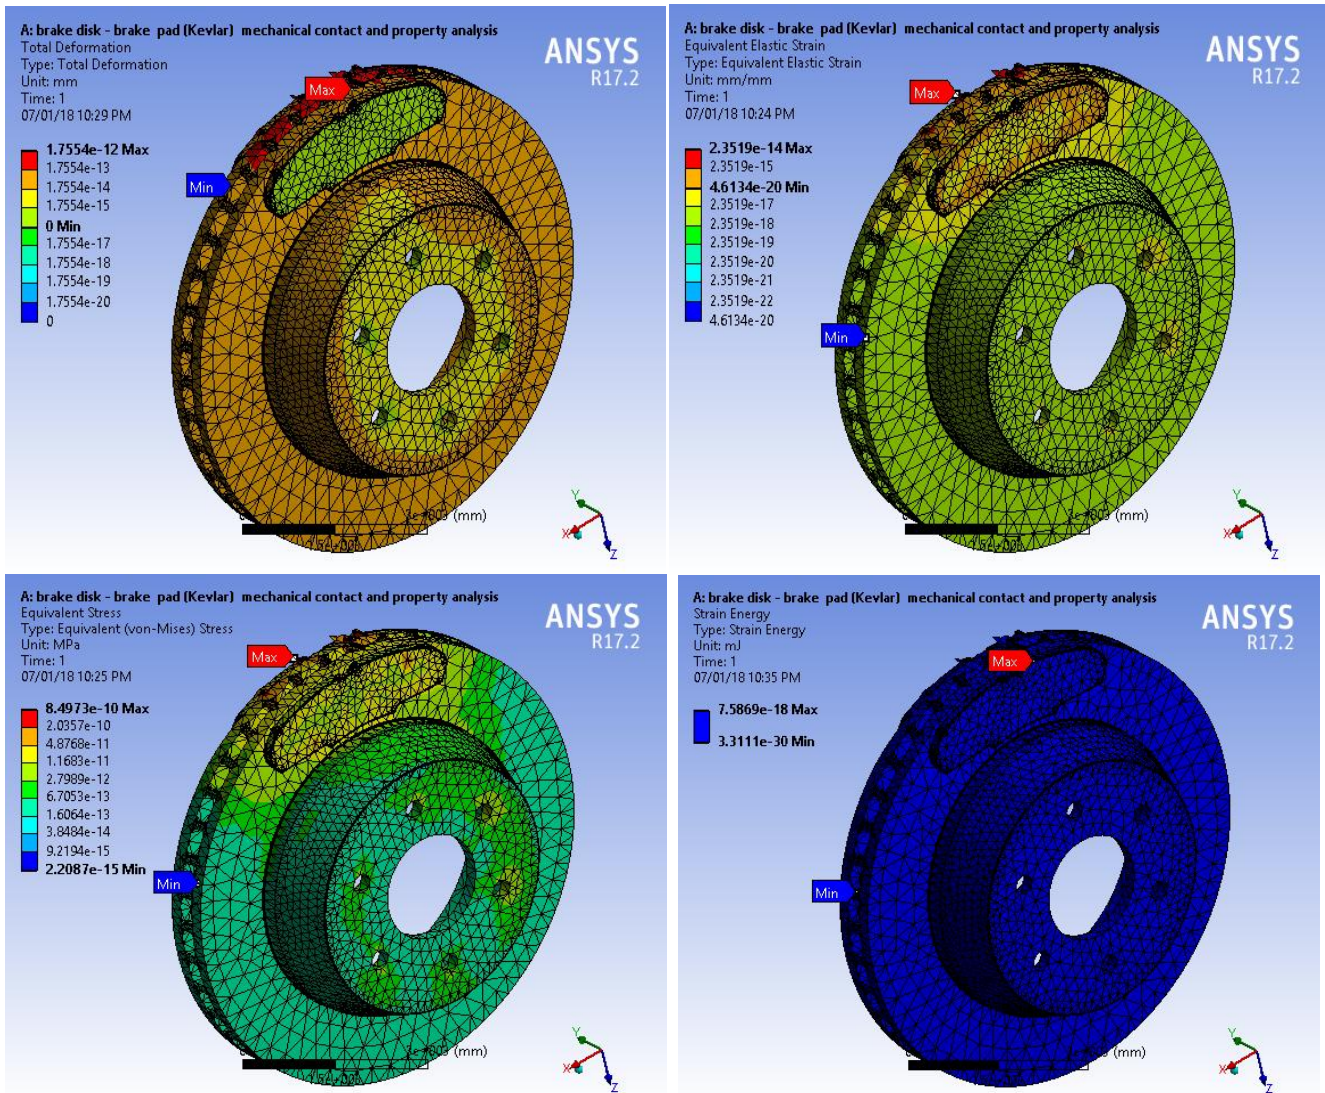 A: brake disk - brake pad (Kevlar) mechanical contact and property analysis
Total Deformation
Type: Total Deformation
Unit: mm
Time: 1
07/01/18 10:29 PM
ANSYS
R17.2
1.7554e-12 Max
1.7554e-13
1.7554e-14
1.7554e-15
0 Min
1.7554e-17
1.7554e-18
1.7554e-19
1.7554e-20
0
Max
Min
(mm)
Y
X
Z
A: brake disk - brake pad (Kevlar) mechanical contact and property analysis
Equivalent Elastic Strain
Type: Equivalent Elastic Strain
Unit: mm/mm
Time: 1
07/01/18 10:24 PM
ANSYS
R17.2
2.3519e-14 Max
2.3519e-15
4.6134e-20 Min
2.3519e-17
2.3519e-18
2.3519e-19
2.3519e-20
2.3519e-21
2.3519e-22
4.6134e-20
Max
Min
(mm)
Y
X
Z
A: brake disk - brake pad (Kevlar) mechanical contact and property analysis
Equivalent Stress
Type: Equivalent (von-Mises) Stress
Unit: MPa
Time: 1
07/01/18 10:25 PM
ANSYS
R17.2
8.4973e-10 Max
2.0357e-10
4.8768e-11
1.1683e-11
2.7989e-12
6.7053e-13
1.6064e-13
3.8484e-14
9.2194e-15
2.2087e-15 Min
Max
Min
(mm)
Y
X
Z
A: brake disk - brake pad (Kevlar) mechanical contact and property analysis
Strain Energy
Type: Strain Energy
Unit: mJ
Time: 1
07/01/18 10:35 PM
ANSYS
R17.2
7.5869e-18 Max
3.3111e-30 Min
Max
Min
(mm)
Y
X
Z